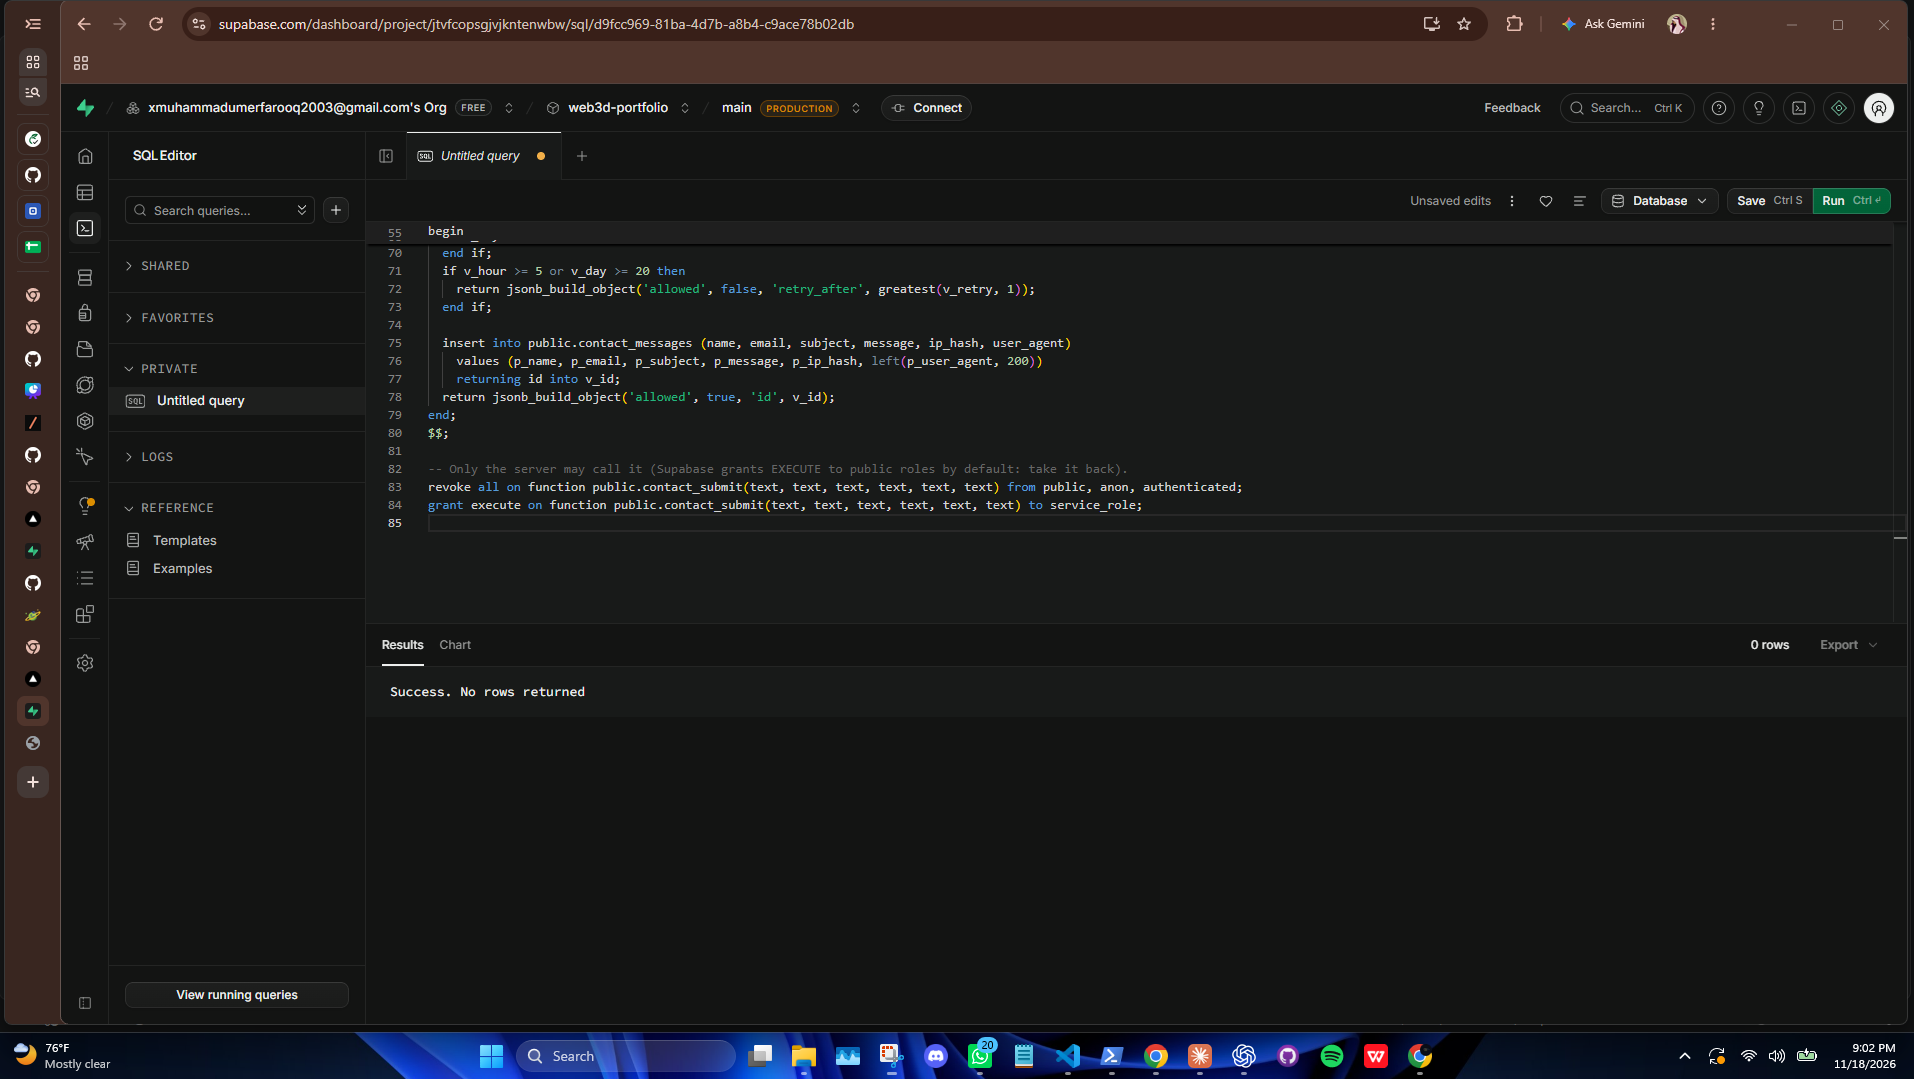 supabase.com/dashboard/project/jtvfcopsgjvjkntenwbw/sql/d9fcc969-81ba-4d7b-a8b4-c9ace78b02db
Ask Gemini
xmuhammadumerfarooq2003@gmail.com's Org FREE
web3d-portfolio
main PRODUCTION
Connect
Feedback
Search... Ctrl K
SQL Editor
SQL Untitled query
Search queries...
Unsaved edits
Database
Save Ctrl S
Run Ctrl ↵
SHARED
FAVORITES
PRIVATE
SQL Untitled query
LOGS
REFERENCE
Templates
Examples
View running queries
55 begin
70 end if;
71 if v_hour >= 5 or v_day >= 20 then
72 return jsonb_build_object('allowed', false, 'retry_after', greatest(v_retry, 1));
73 end if;
74
75 insert into public.contact_messages (name, email, subject, message, ip_hash, user_agent)
76 values (p_name, p_email, p_subject, p_message, p_ip_hash, left(p_user_agent, 200))
77 returning id into v_id;
78 return jsonb_build_object('allowed', true, 'id', v_id);
79 end;
80 $$;
81
82 -- Only the server may call it (Supabase grants EXECUTE to public roles by default: take it back).
83 revoke all on function public.contact_submit(text, text, text, text, text, text) from public, anon, authenticated;
84 grant execute on function public.contact_submit(text, text, text, text, text, text) to service_role;
85
Results
Chart
0 rows
Export
Success. No rows returned
76°F
Mostly clear
Search
20
9:02 PM
11/18/2026